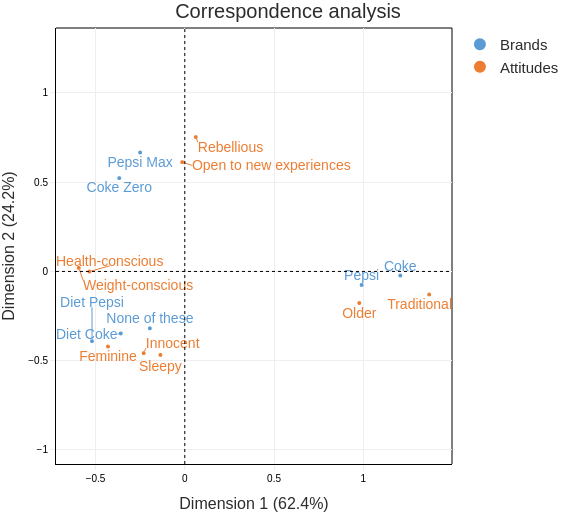 Correspondence analysis
Brands
Attitudes
Dimension 2 (24.2%)
1
0.5
0
−0.5
−1
Rebellious
Pepsi Max
Open to new experiences
Coke Zero
Health-conscious
Coke
Pepsi
Weight-conscious
Diet Pepsi
Traditional
Older
None of these
Diet Coke
Innocent
Feminine
Sleepy
−0.5
0
0.5
1
Dimension 1 (62.4%)